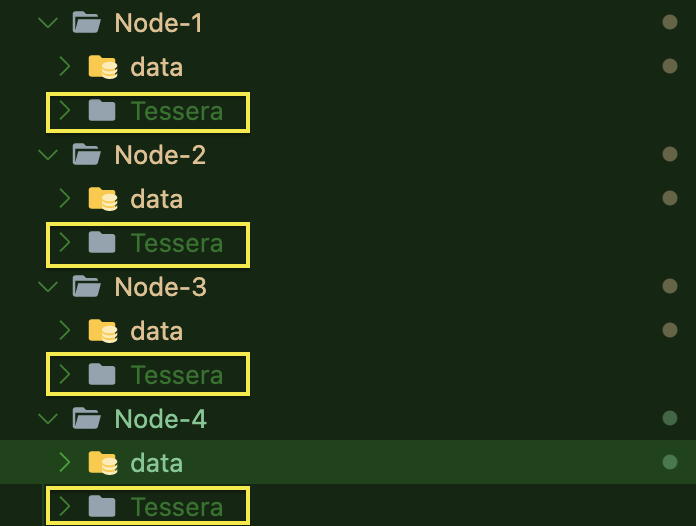 Node-1
data
Tessera
Node-2
data
Tessera
Node-3
data
Tessera
Node-4
data
Tessera